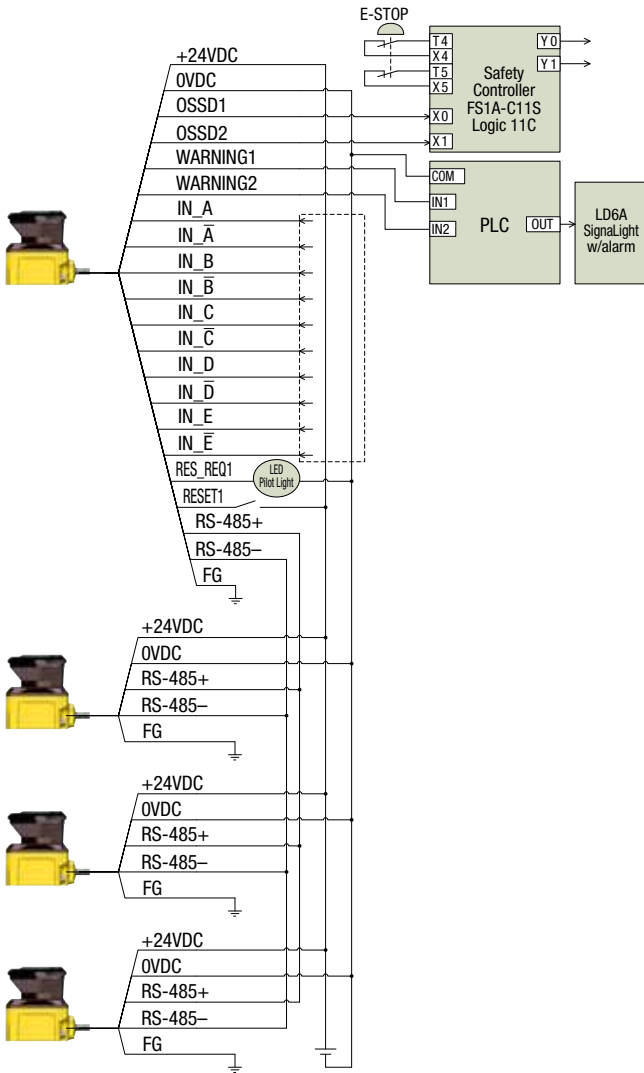 E-STOP
T4
X4
T5
X5
X0
X1
Y0
Y1
Safety
Controller
FS1A-C11S
Logic 11C
COM
IN1
IN2
PLC
OUT
LD6A
SignaLight
w/alarm
+24VDC
0VDC
OSSD1
OSSD2
WARNING1
WARNING2
IN_A
IN_A̅
IN_B
IN_B̅
IN_C
IN_C̅
IN_D
IN_D̅
IN_E
IN_E̅
RES_REQ1
LED
Pilot Light
RESET1
RS-485+
RS-485–
FG
+24VDC
0VDC
RS-485+
RS-485–
FG
+24VDC
0VDC
RS-485+
RS-485–
FG
+24VDC
0VDC
RS-485+
RS-485–
FG